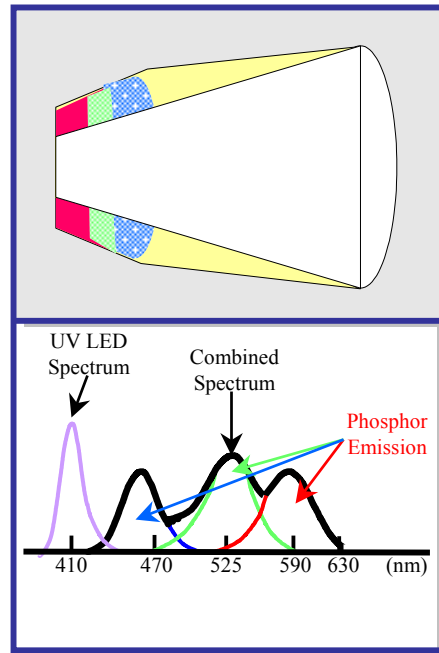 UV LED
Spectrum
Combined
Spectrum
Phosphor
Emission
410 470 525 590 630 (nm)